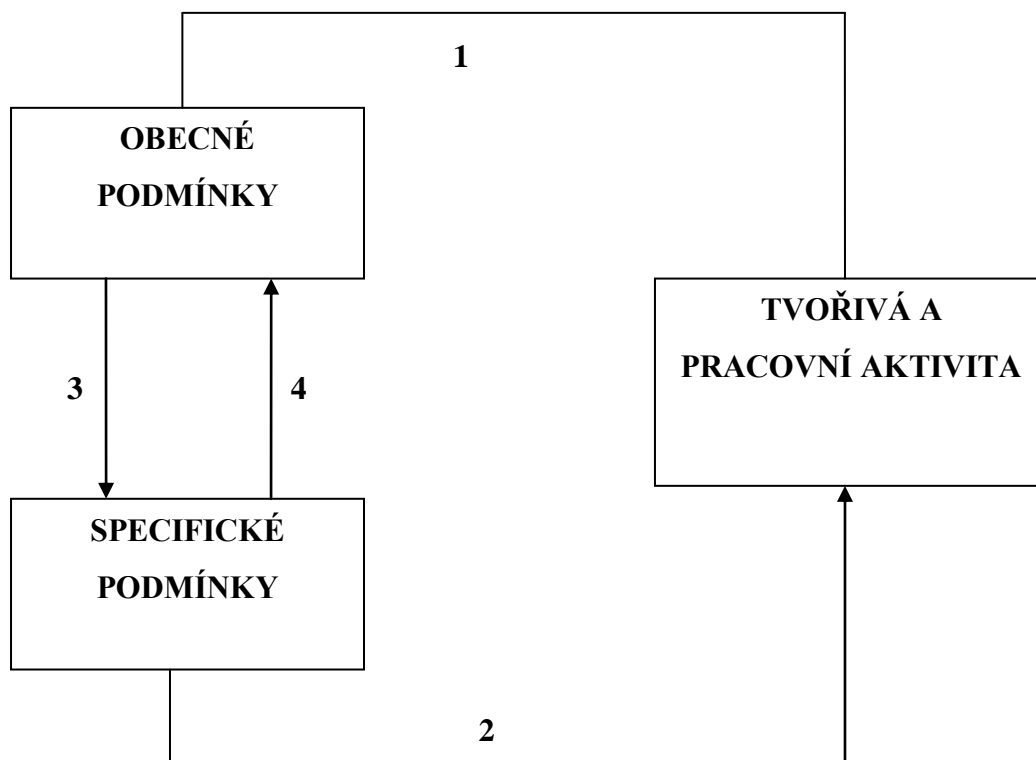 1
OBECNÉ
PODMÍNKY
TVOŘIVÁ A
PRACOVNÍ AKTIVITA
3
4
SPECIFICKÉ
PODMÍNKY
2